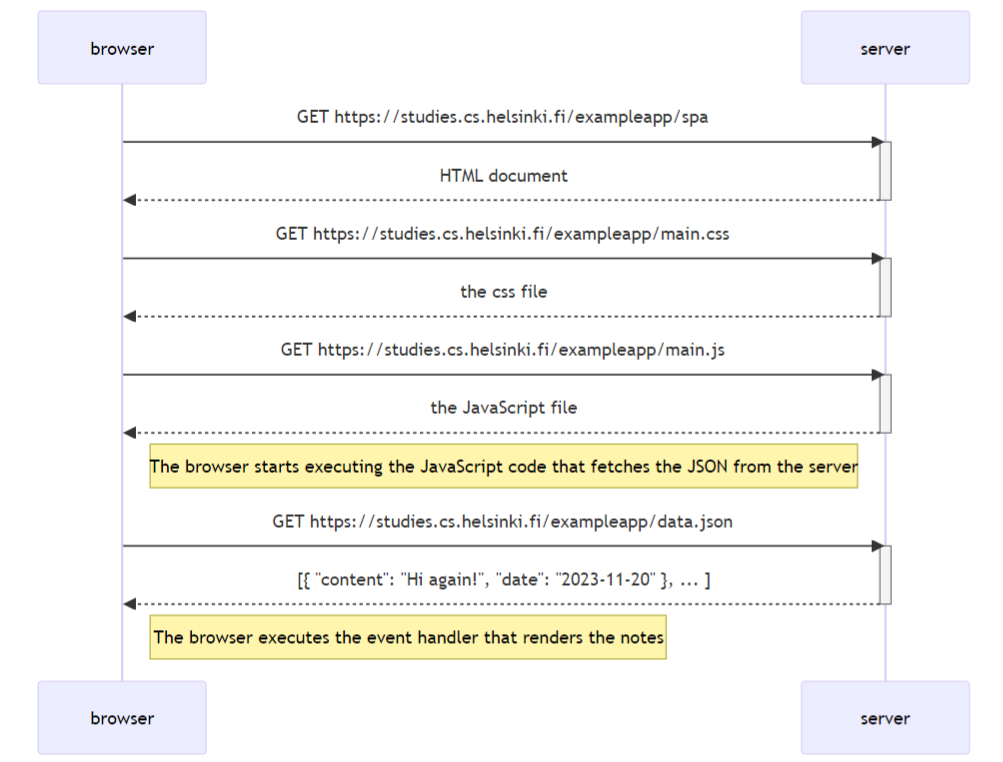 browser
server
GET https://studies.cs.helsinki.fi/exampleapp/spa
HTML document
GET https://studies.cs.helsinki.fi/exampleapp/main.css
the css file
GET https://studies.cs.helsinki.fi/exampleapp/main.js
the JavaScript file
The browser starts executing the JavaScript code that fetches the JSON from the server
GET https://studies.cs.helsinki.fi/exampleapp/data.json
[{ "content": "Hi again!", "date": "2023-11-20" }, ... ]
The browser executes the event handler that renders the notes
browser
server